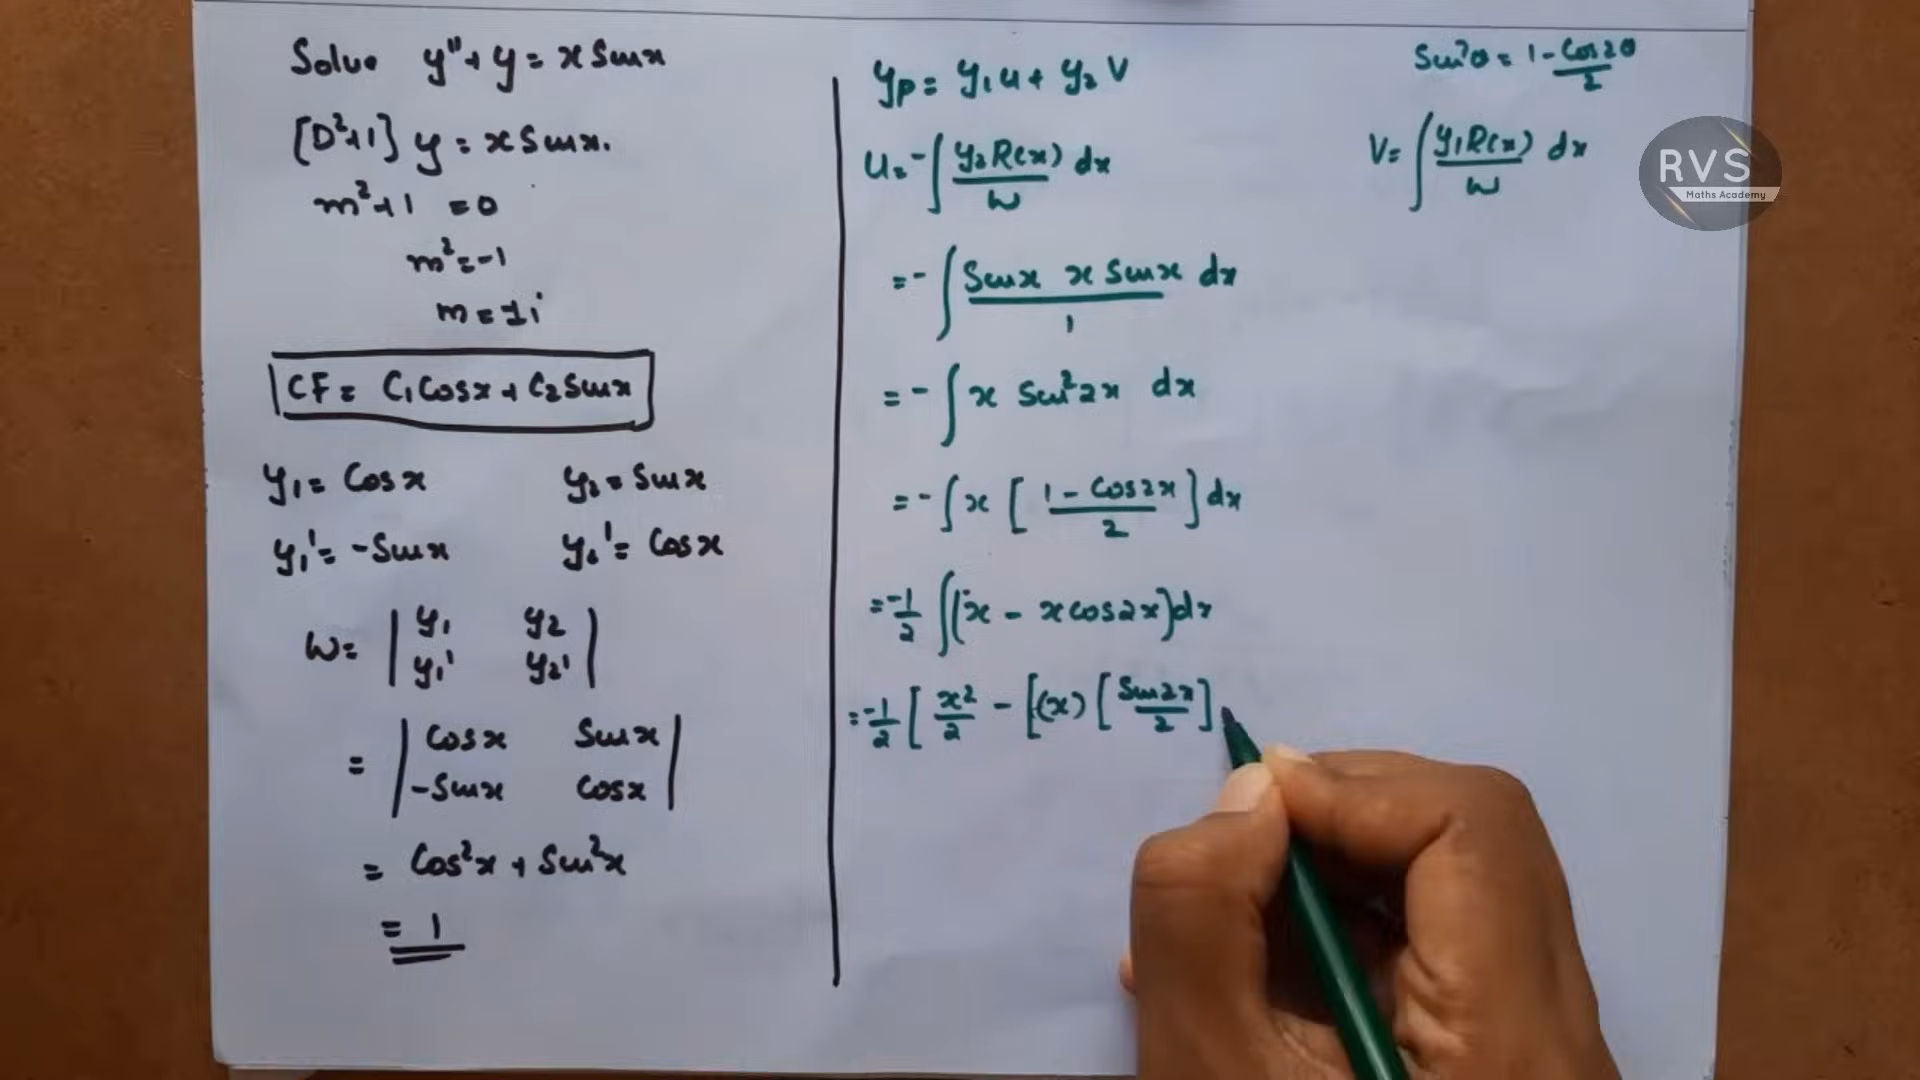 Solve y" + y = x Sinx
[D²+1] y = x Sinx.
m²+1 = 0
m² = -1
m = ±i
CF = C₁Cosx + C₂Sinx
y₁ = Cosx y₂ = Sinx
y₁' = -Sinx y₂' = Cosx
W = | y₁ y₂ |
| y₁' y₂' |
= | Cosx Sinx |
| -Sinx Cosx |
= Cos²x + Sin²x
= 1
yp = y₁u + y₂V
u = -∫ y₂R(x)/W dx
= -∫ Sinx x Sinx/1 dx
= -∫ x Sin²2x dx
= -∫ x [ 1 - Cos2x/2 ] dx
= -1/2 ∫(x - x cos2x)dx
= -1/2 [ x²/2 - [(x) [ Sin2x/2 ]
Sin²θ = 1 - Cos2θ/2
V = ∫ y₁R(x)/W dx
RVS
Maths Academy